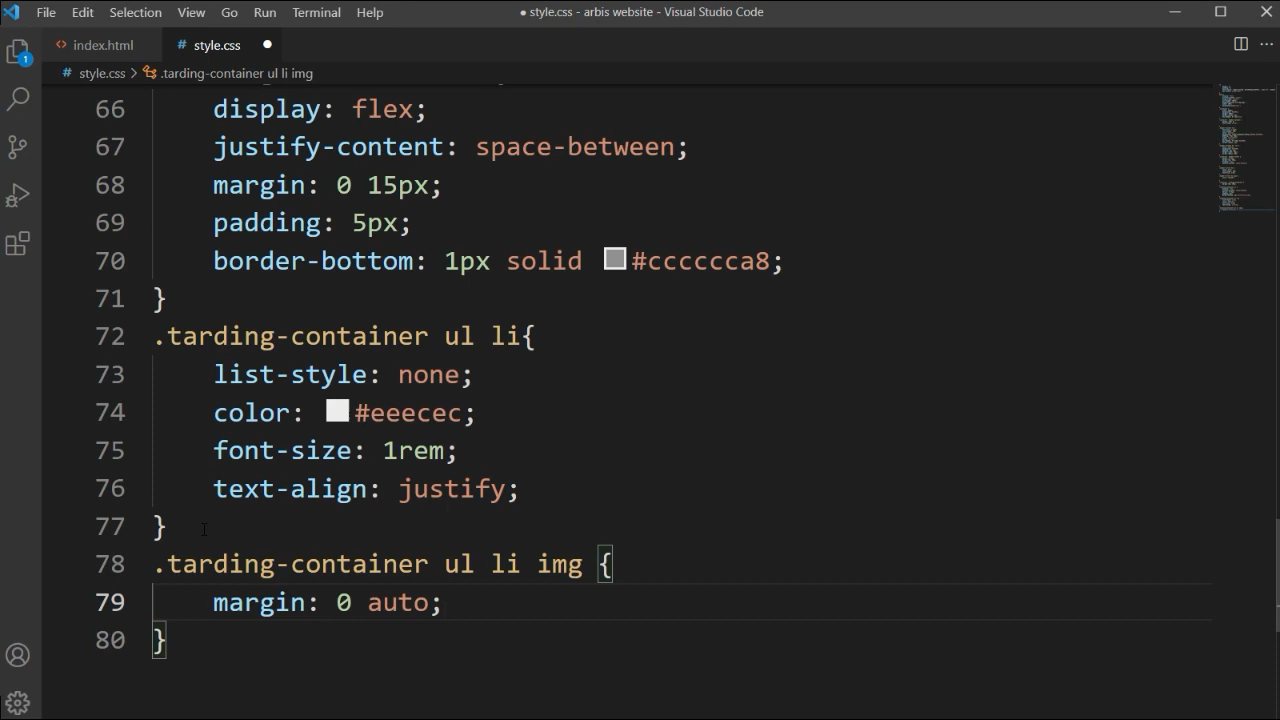 File Edit Selection View Go Run Terminal Help ● style.css - arbis website - Visual Studio Code
<> index.html # style.css ●
# style.css > .tarding-container ul li img
1
66 display: flex;
67 justify-content: space-between;
68 margin: 0 15px;
69 padding: 5px;
70 border-bottom: 1px solid #cccccca8;
71 }
72 .tarding-container ul li{
73 list-style: none;
74 color: #eeecec;
75 font-size: 1rem;
76 text-align: justify;
77 }
78 .tarding-container ul li img {
79 margin: 0 auto;
80 }